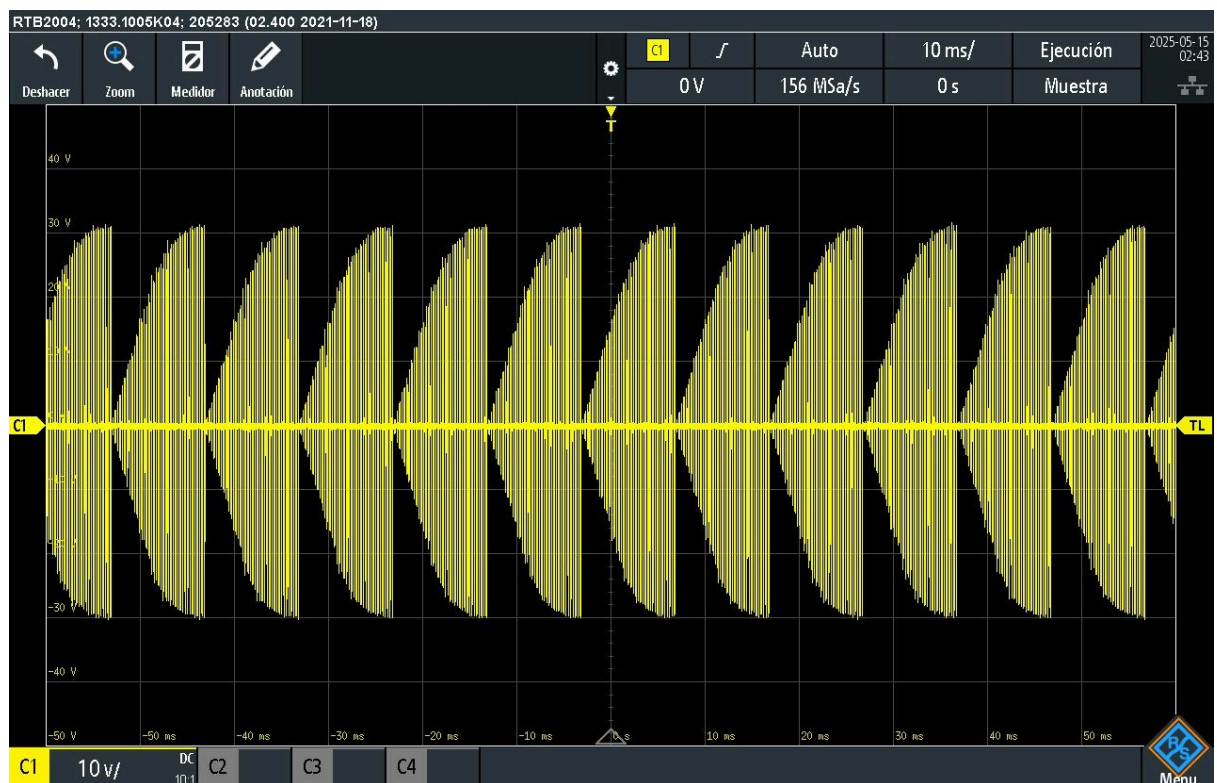 RTB2004; 1333.1005K04; 205283 (02.400 2021-11-18)
Deshacer Zoom Medidor Anotación
C1 Auto 10 ms/ Ejecución
0 V 156 MSa/s 0 s Muestra
2025-05-15
02:43
T
40 V
30 V
C1
TL
-30 V
-40 V
-50 V -50 ms -40 ms -30 ms -20 ms -10 ms 0 s 10 ms 20 ms 30 ms 40 ms 50 ms
C1 10 V/ DC
10:1
C2 C3 C4
R&S
Menu